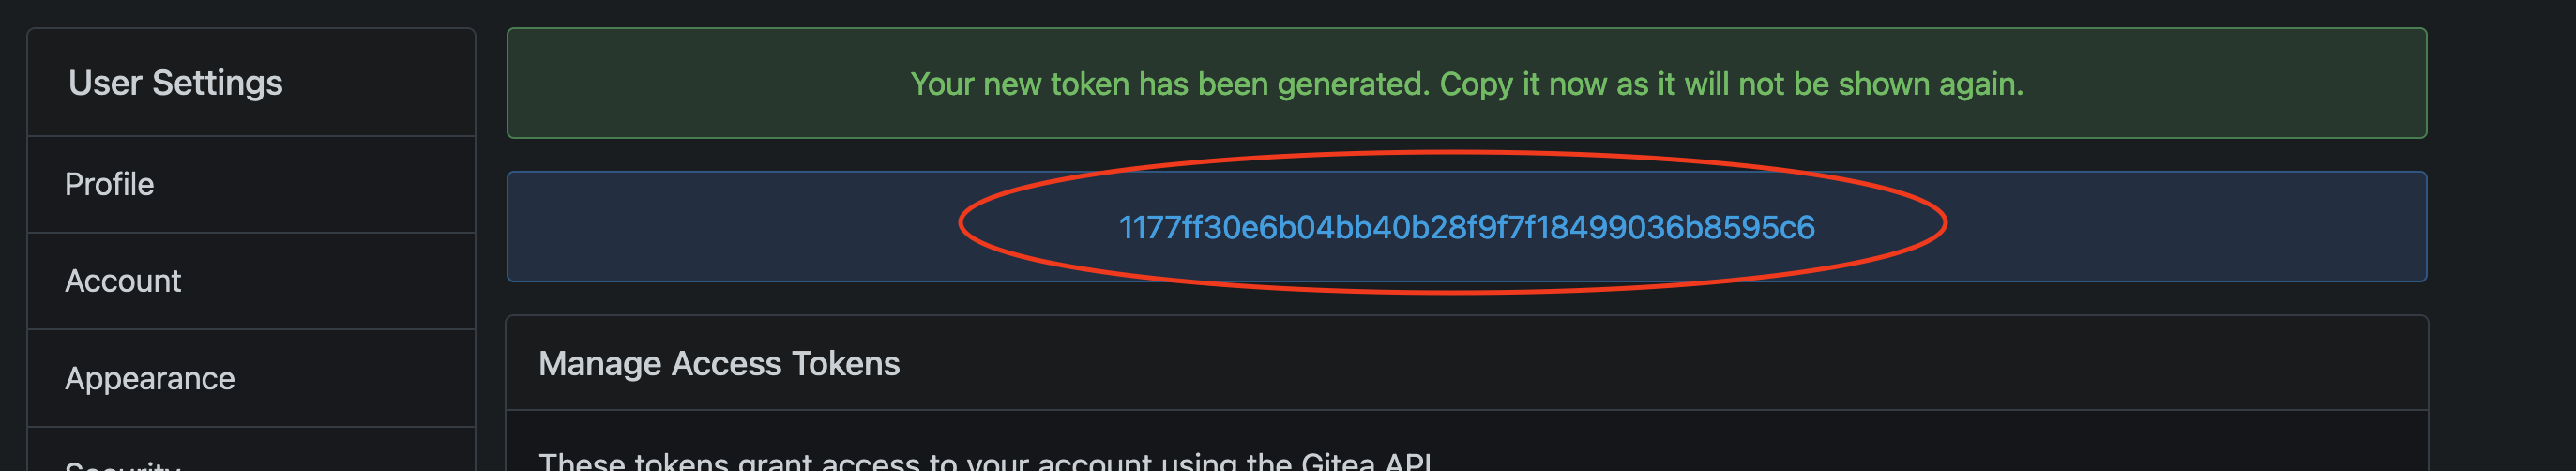 User Settings
Profile
Account
Appearance
Security
Your new token has been generated. Copy it now as it will not be shown again.
1177ff30e6b04bb40b28f9f7f18499036b8595c6
Manage Access Tokens
These tokens grant access to your account using the Gitea API